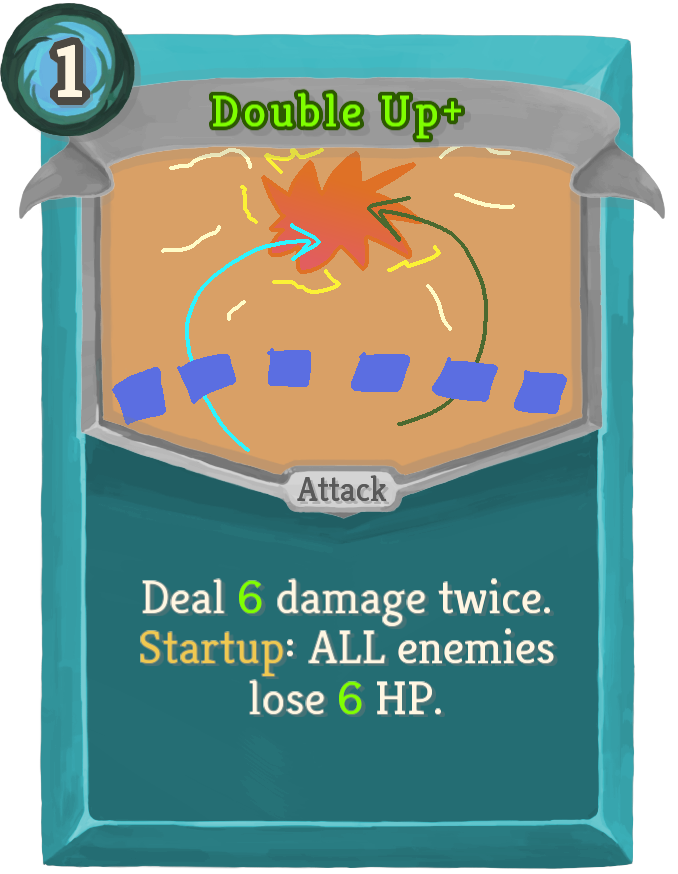 1
Double Up+
Attack
Deal 6 damage twice.
Startup: ALL enemies
lose 6 HP.